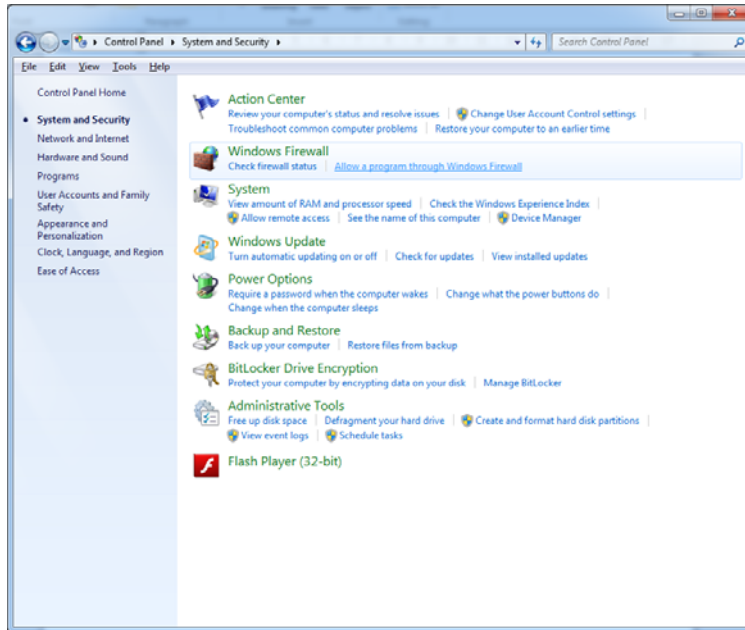 Control Panel System and Security
Search Control Panel
File Edit View Tools Help
Control Panel Home
System and Security
Network and Internet
Hardware and Sound
Programs
User Accounts and Family
Safety
Appearance and
Personalization
Clock, Language, and Region
Ease of Access
Action Center
Review your computer's status and resolve issues Change User Account Control settings
Troubleshoot common computer problems Restore your computer to an earlier time
Windows Firewall
Check firewall status Allow a program through Windows Firewall
System
View amount of RAM and processor speed Check the Windows Experience Index
Allow remote access See the name of this computer Device Manager
Windows Update
Turn automatic updating on or off Check for updates View installed updates
Power Options
Require a password when the computer wakes Change what the power buttons do
Change when the computer sleeps
Backup and Restore
Back up your computer Restore files from backup
BitLocker Drive Encryption
Protect your computer by encrypting data on your disk Manage BitLocker
Administrative Tools
Free up disk space Defragment your hard drive Create and format hard disk partitions
View event logs Schedule tasks
Flash Player (32-bit)